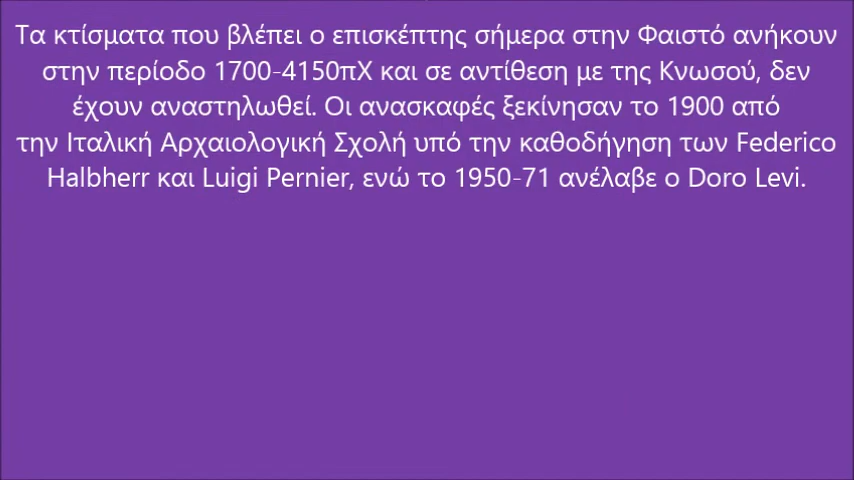 Τα κτίσματα που βλέπει ο επισκέπτης σήμερα στην Φαιστό ανήκουν
στην περίοδο 1700-4150πΧ και σε αντίθεση με της Κνωσού, δεν
έχουν αναστηλωθεί. Οι ανασκαφές ξεκίνησαν το 1900 από
την Ιταλική Αρχαιολογική Σχολή υπό την καθοδήγηση των Federico
Halbherr και Luigi Pernier, ενώ το 1950-71 ανέλαβε ο Doro Levi.